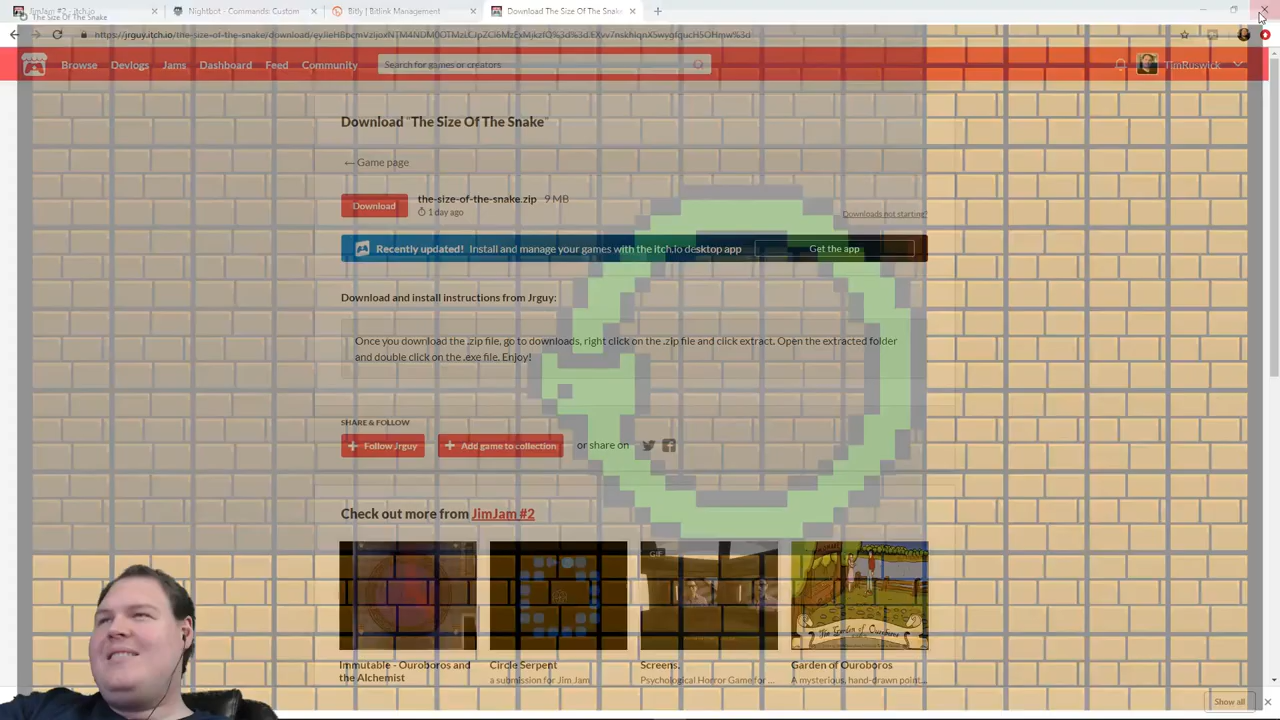 JimJam #2 - itch.io
Nightbot - Commands: Custom
Bitly | Bitlink Management
Download The Size Of The Snake
The Size Of The Snake
Browse
Devlogs
Jams
Dashboard
Feed
Community
Search for games or creators
TimRuswick
Download "The Size Of The Snake"
← Game page
Download
the-size-of-the-snake.zip 9 MB
1 day ago
Downloads not starting?
Recently updated! Install and manage your games with the itch.io desktop app
Get the app
Download and install instructions from Jrguy:
Once you download the .zip file, go to downloads, right click on the .zip file and click extract. Open the extracted folder
and double click on the .exe file. Enjoy!
SHARE & FOLLOW
Follow Jrguy
Add game to collection
or share on
Check out more from JimJam #2
GIF
The Garden of Ouroboros
Immutable - Ouroboros and
the Alchemist
Circle Serpent
a submission for Jim Jam
Screens.
Psychological Horror Game for ...
Garden of Ouroboros
A mysterious, hand-drawn point...
Show all